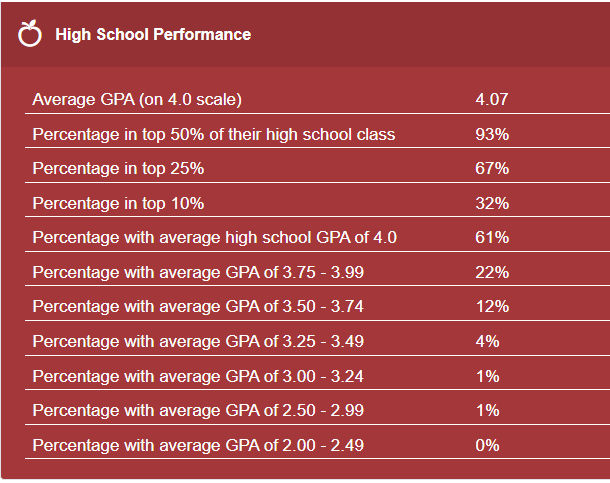 High School Performance
Average GPA (on 4.0 scale) 4.07
Percentage in top 50% of their high school class 93%
Percentage in top 25% 67%
Percentage in top 10% 32%
Percentage with average high school GPA of 4.0 61%
Percentage with average GPA of 3.75 - 3.99 22%
Percentage with average GPA of 3.50 - 3.74 12%
Percentage with average GPA of 3.25 - 3.49 4%
Percentage with average GPA of 3.00 - 3.24 1%
Percentage with average GPA of 2.50 - 2.99 1%
Percentage with average GPA of 2.00 - 2.49 0%